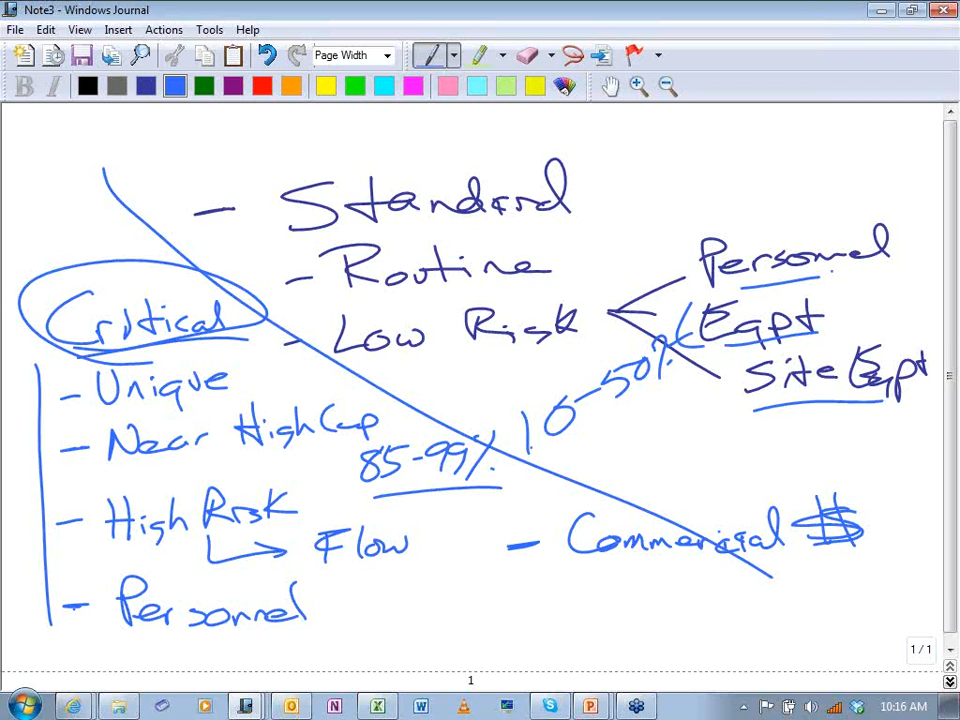 Note3 - Windows Journal
File Edit View Insert Actions Tools Help
Page Width
B I
- Standard
- Routine
- Low Risk
Personnel
Eqpt
Site Eqpt
10-50%
Critical
- Unique
- Near High Cap
85-99%
- High Risk
Flow
- Personnel
- Commercial $
1 / 1
1
10:16 AM